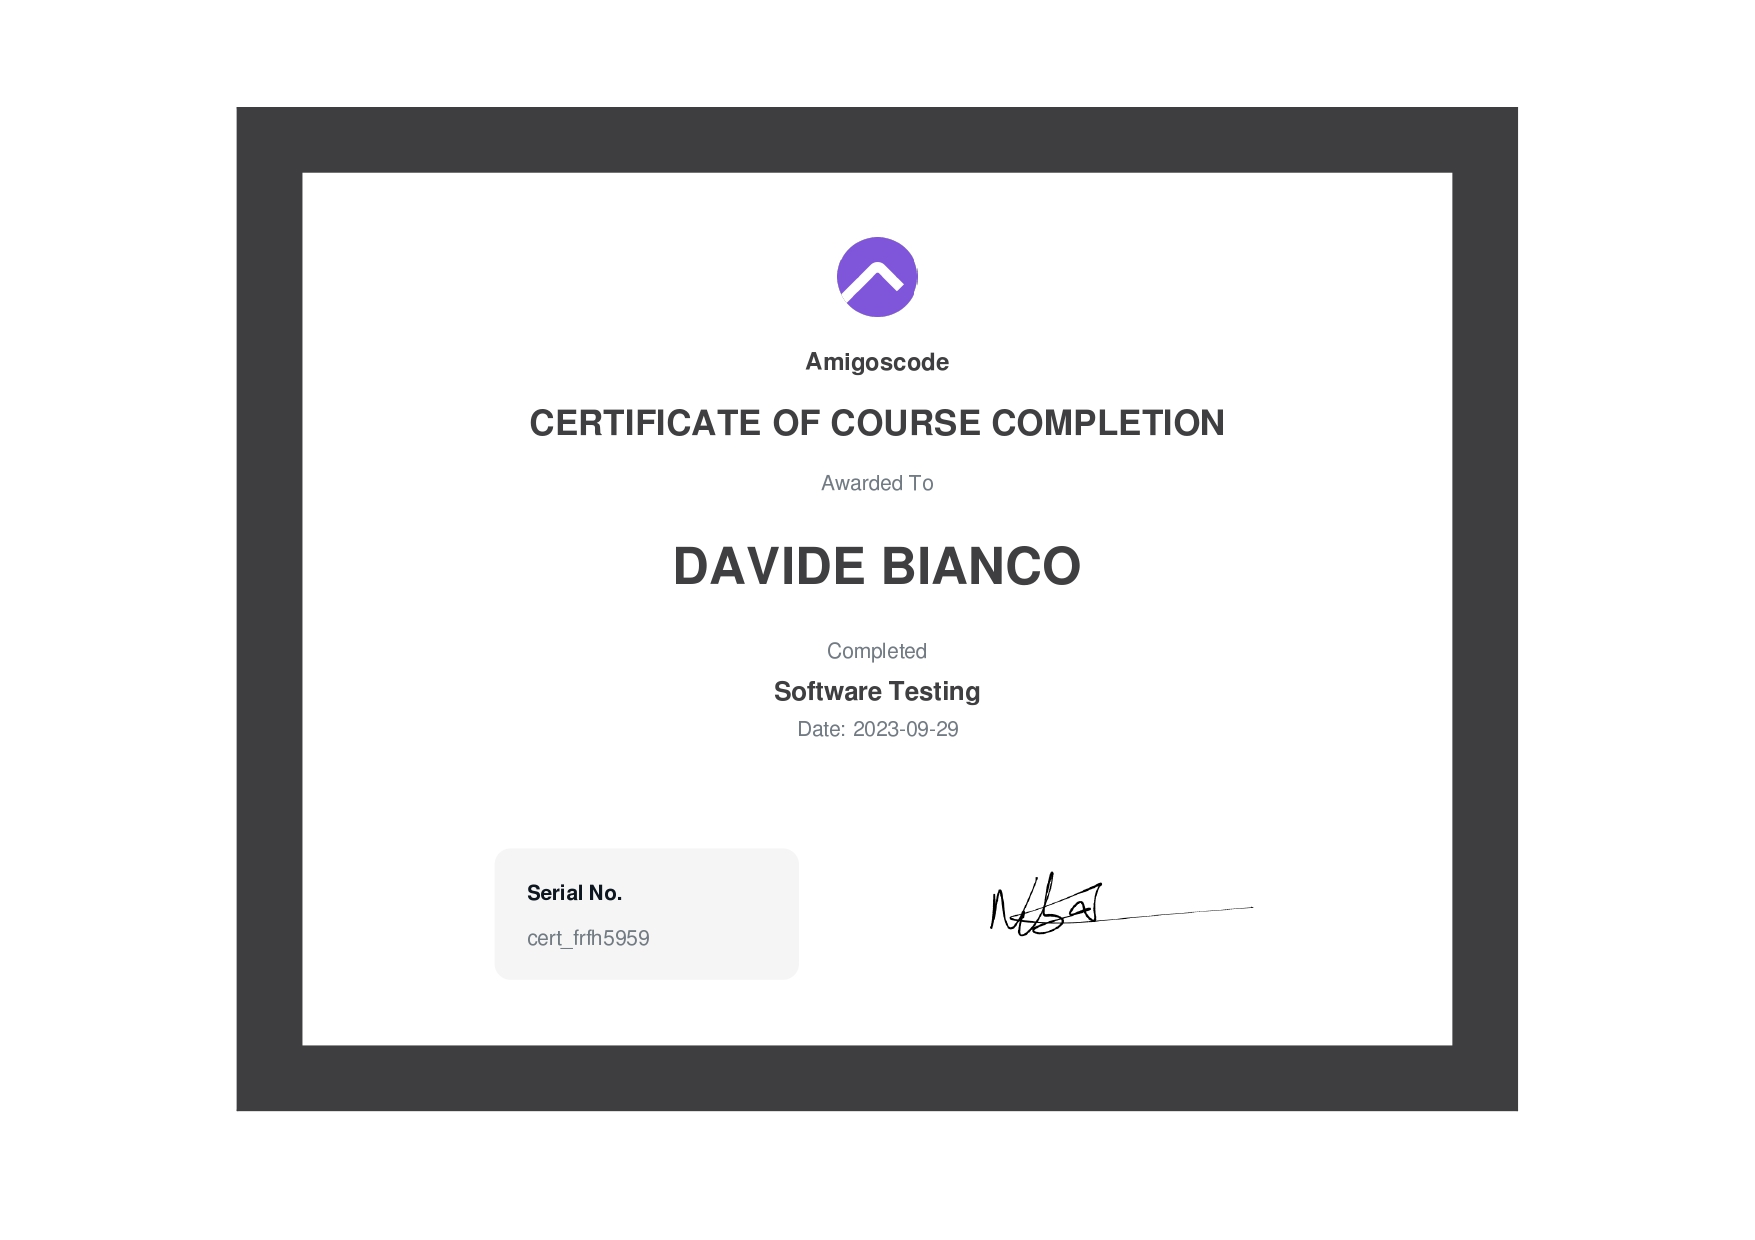 Amigoscode
CERTIFICATE OF COURSE COMPLETION
Awarded To
DAVIDE BIANCO
Completed
Software Testing
Date: 2023-09-29
Serial No.
cert_frfh5959